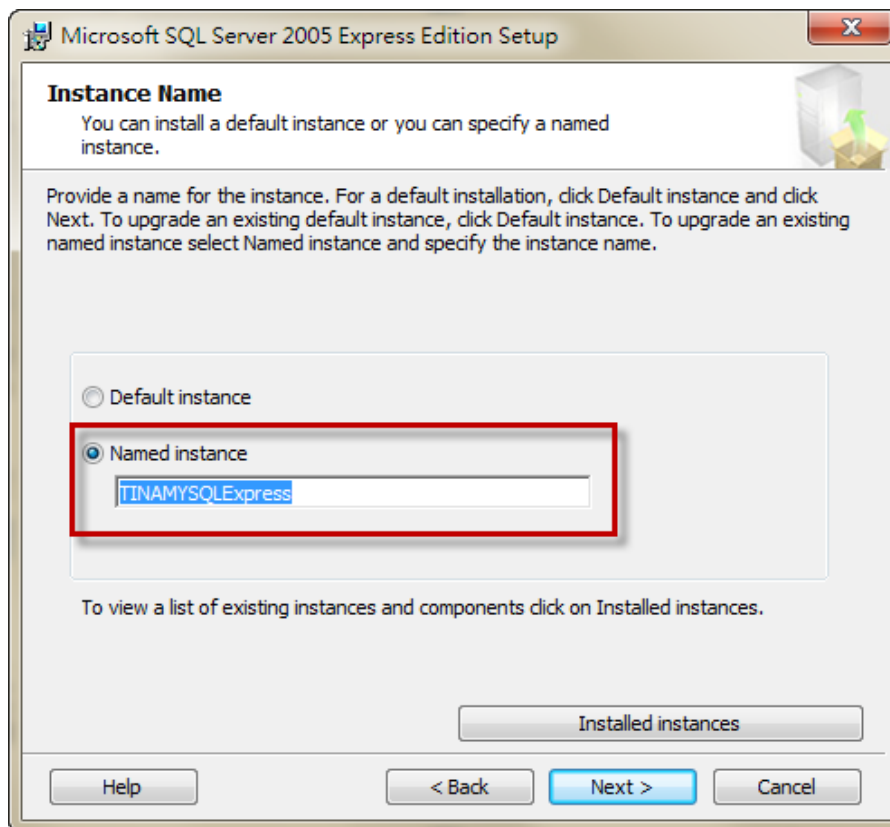 Microsoft SQL Server 2005 Express Edition Setup
Instance Name
You can install a default instance or you can specify a named
instance.
Provide a name for the instance. For a default installation, click Default instance and click
Next. To upgrade an existing default instance, click Default instance. To upgrade an existing
named instance select Named instance and specify the instance name.
Default instance
Named instance
TINAMYSQLExpress
To view a list of existing instances and components click on Installed instances.
Installed instances
Help
< Back
Next >
Cancel